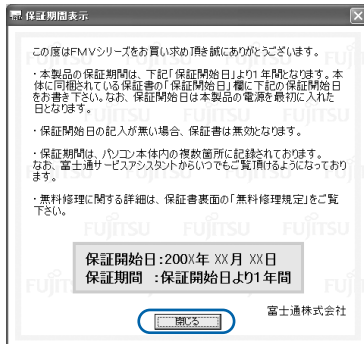 保証期間表示
この度はFMVシリーズをお買い求め頂き誠にありがとうございます。
・本製品の保証期間は、下記「保証開始日」より1年間となります。本
体に同梱されている保証書の「保証開始日」欄に下記の保証開始日
をお書き下さい。なお、保証開始日は本製品の電源を最初に入れた
日となります。
・保証開始日の記入が無い場合、保証書は無効となります。
・保証期間は、パソコン本体内の複数箇所に記録されております。
なお、富士通サービスアシスタントからいつでもご覧頂けるようになっており
ます。
・無料修理に関する詳細は、保証書裏面の「無料修理規定」をご覧
下さい。
保証開始日:200X年 XX月 XX日
保証期間 :保証開始日より1年間
富士通株式会社
閉じる